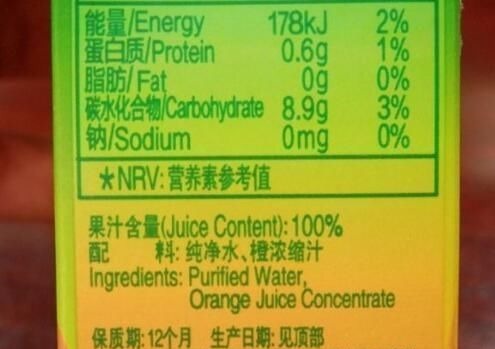 能量/Energy 178kJ 2%
蛋白质/Protein 0.6g 1%
脂肪/Fat 0g 0%
碳水化合物/Carbohydrate 8.9g 3%
钠/Sodium 0mg 0%
*NRV:营养素参考值
果汁含量(Juice Content):100%
配 料:纯净水、橙浓缩汁
Ingredients: Purified Water,
Orange Juice Concentrate
保质期:12个月 生产日期:见顶部